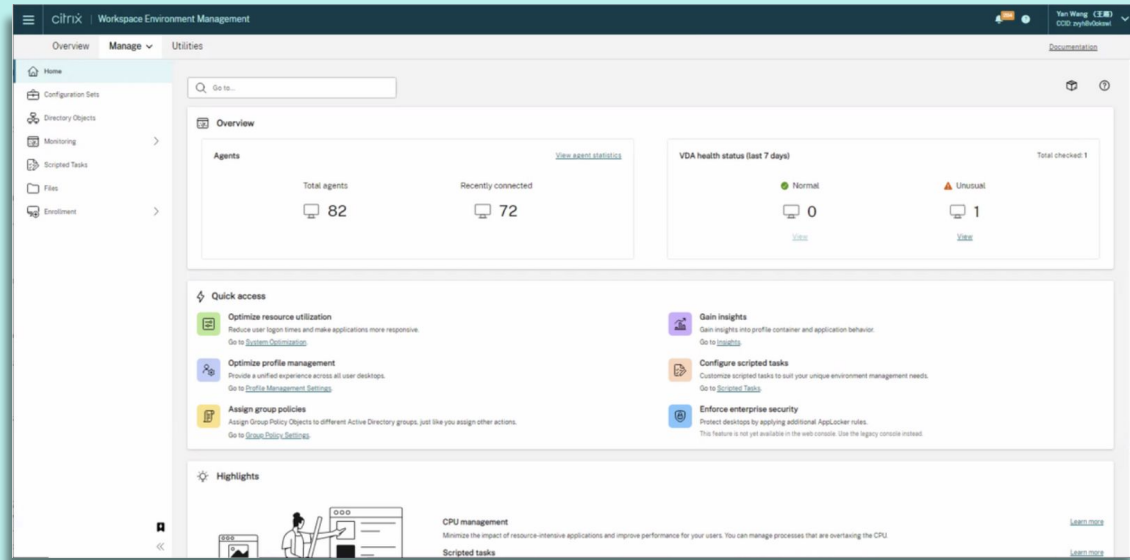 citrix | Workspace Environment Management
Yan Wang
Overview Manage Utilities
Documentation
Home
Configuration Sets
Directory Objects
Monitoring
Scripted Tasks
Files
Enrollment
Go to...
Overview
Agents
View agent statistics
Total agents
Recently connected
82
72
VDA health status (last 7 days)
Total checked: 1
Normal
Unusual
0
1
View
View
Quick access
Optimize resource utilization
Reduce user logon times and make applications more responsive.
Go to System Optimization.
Optimize profile management
Provide a unified experience across all user desktops.
Go to Profile Management Settings.
Assign group policies
Assign Group Policy Objects to different Active Directory groups, just like you assign other actions.
Go to Group Policy Settings.
Gain insights
Gain insights into profile container and application behavior.
Go to Insights.
Configure scripted tasks
Customize scripted tasks to suit your unique environment management needs.
Go to Scripted Tasks.
Enforce enterprise security
Protect desktops by applying additional AppLocker rules.
This feature is not yet available in the web console. Use the legacy console instead.
Highlights
CPU management
Learn more
Minimize the impact of resource-intensive applications and improve performance for your users. You can manage processes that are overtaxing the CPU
Scripted tasks
Learn more